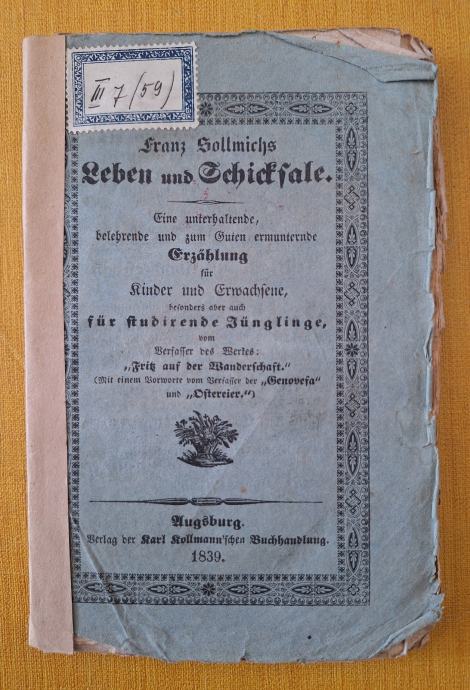 III 7 (59)
Franz Hollmichs
Leben und Schicksale.
Eine unterhaltende,
belehrende und zum Guten ermunternde
Erzählung
für
Kinder und Erwachsene,
besonders aber auch
für studirende Jünglinge,
vom
Verfasser des Werkes:
„Fritz auf der Wanderschaft.“
(Mit einem Vorworte vom Verfasser der „Genovefa“
und „Ostereier.“)
Augsburg.
Verlag der Karl Kollmann'schen Buchhandlung.
1839.